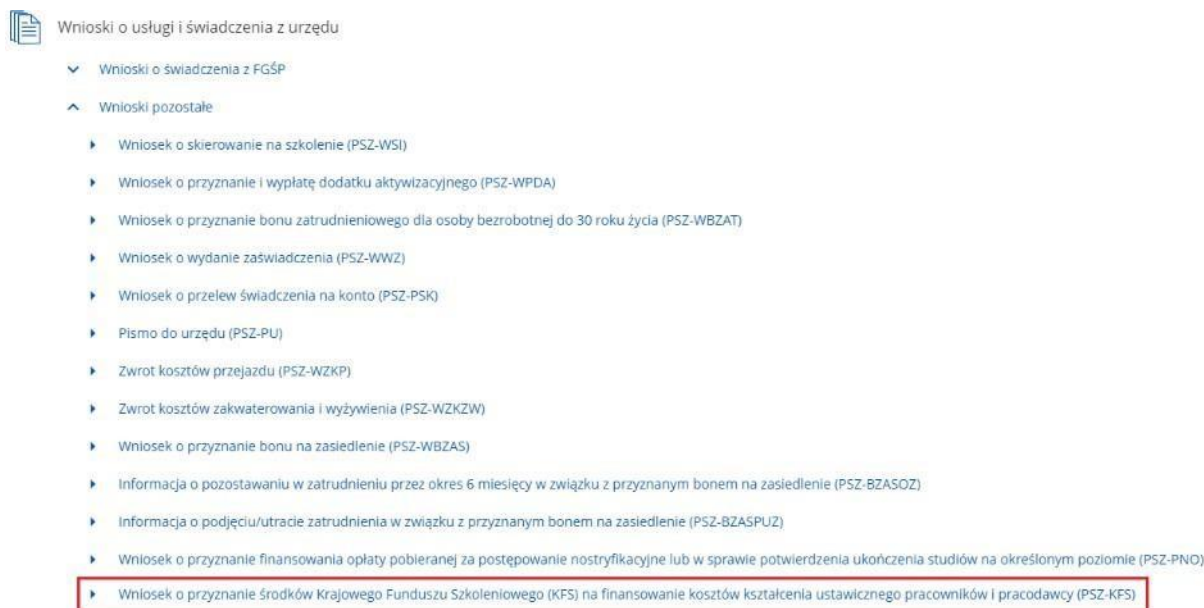 Wnioski o usługi i świadczenia z urzędu
Wnioski o świadczenia z FGŚP
Wnioski pozostałe
Wniosek o skierowanie na szkolenie (PSZ-WSI)
Wniosek o przyznanie i wypłatę dodatku aktywizacyjnego (PSZ-WPDA)
Wniosek o przyznanie bonu zatrudnieniowego dla osoby bezrobotnej do 30 roku życia (PSZ-WBZAT)
Wniosek o wydanie zaświadczenia (PSZ-WWZ)
Wniosek o przelew świadczenia na konto (PSZ-PSK)
Pismo do urzędu (PSZ-PU)
Zwrot kosztów przejazdu (PSZ-WZKP)
Zwrot kosztów zakwaterowania i wyżywienia (PSZ-WZKZW)
Wniosek o przyznanie bonu na zasiedlenie (PSZ-WBZAS)
Informacja o pozostawaniu w zatrudnieniu przez okres 6 miesięcy w związku z przyznanym bonem na zasiedlenie (PSZ-BZASOZ)
Informacja o podjęciu/utracie zatrudnienia w związku z przyznanym bonem na zasiedlenie (PSZ-BZASPUZ)
Wniosek o przyznanie finansowania opłaty pobieranej za postępowanie nostryfikacyjne lub w sprawie potwierdzenia ukończenia studiów na określonym poziomie (PSZ-PNO)
Wniosek o przyznanie środków Krajowego Funduszu Szkoleniowego (KFS) na finansowanie kosztów kształcenia ustawicznego pracowników i pracodawcy (PSZ-KFS)